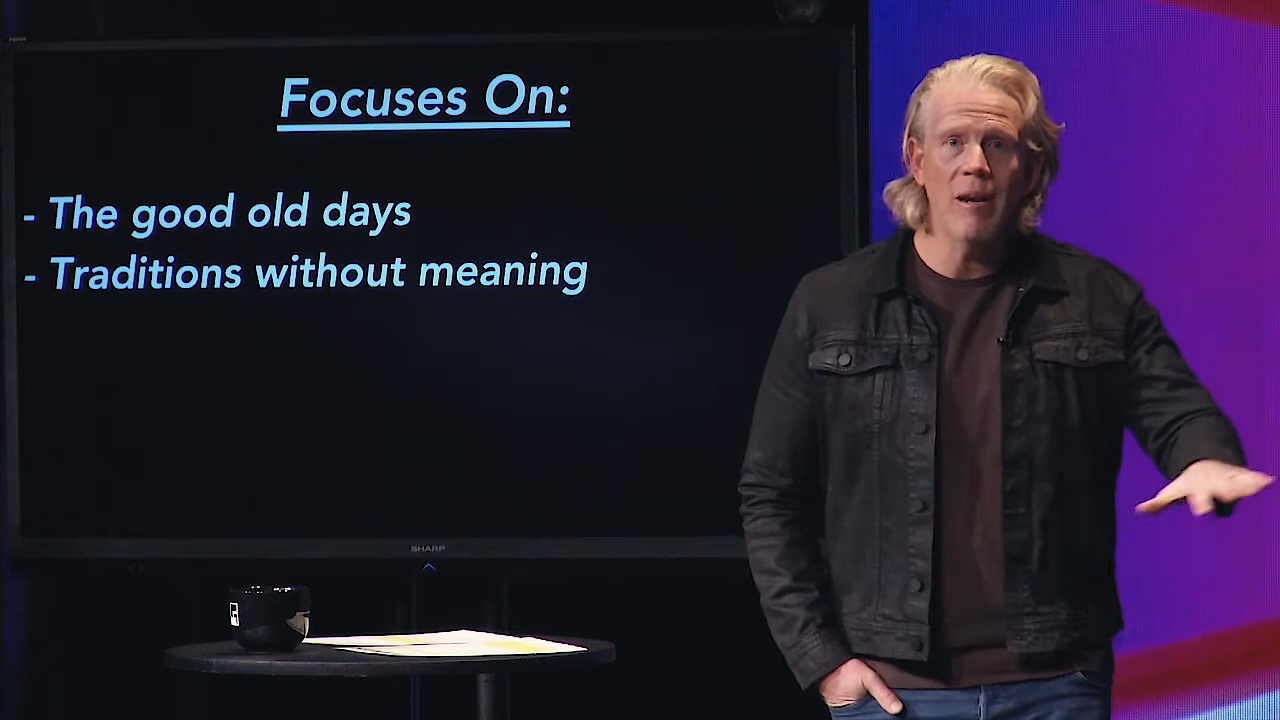 Focuses On:
- The good old days
- Traditions without meaning
SHARP